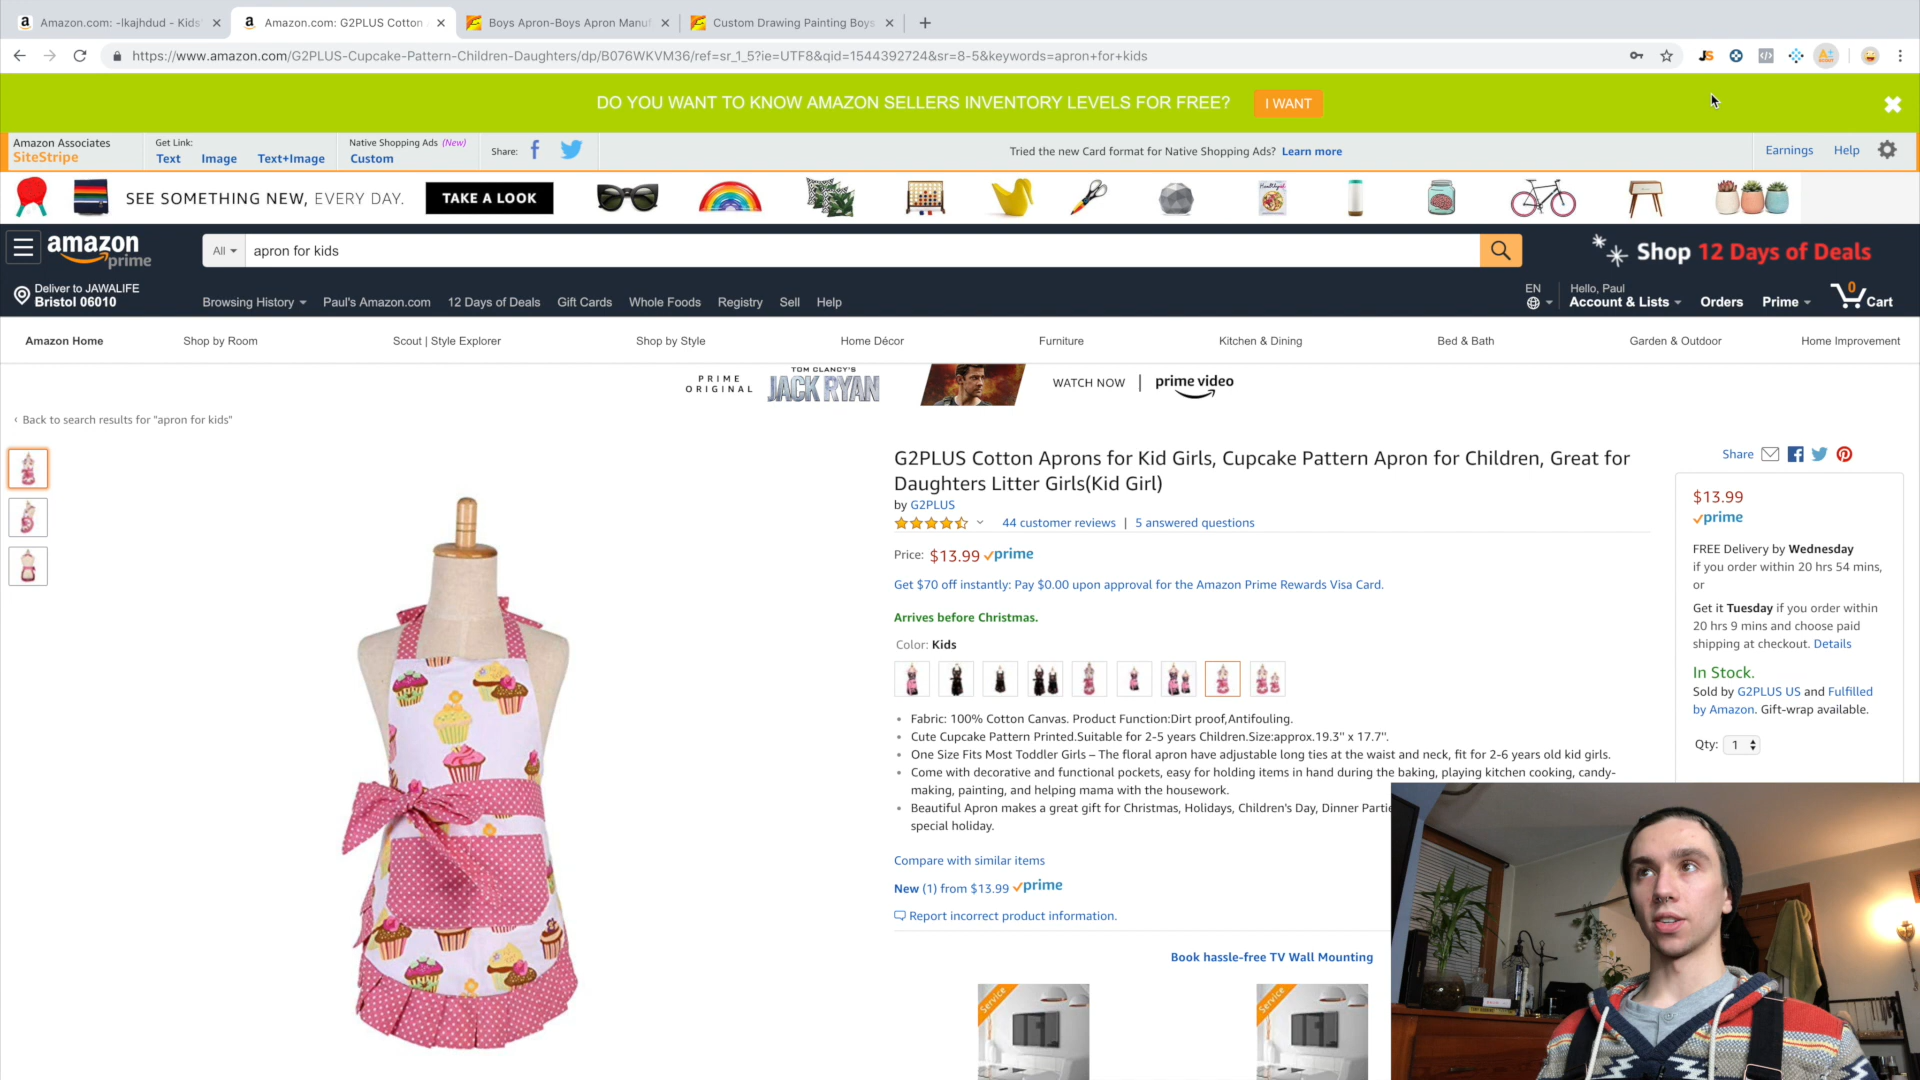 Amazon.com: -lkajhdud - Kids'
Amazon.com: G2PLUS Cotton
Boys Apron-Boys Apron Manuf
Custom Drawing Painting Boys
https://www.amazon.com/G2PLUS-Cupcake-Pattern-Children-Daughters/dp/B076WKVM36/ref=sr_1_5?ie=UTF8&qid=1544392724&sr=8-5&keywords=apron+for+kids
DO YOU WANT TO KNOW AMAZON SELLERS INVENTORY LEVELS FOR FREE? I WANT
Amazon Associates
SiteStripe
Get Link:
Text Image Text+Image
Native Shopping Ads (New)
Custom
Share:
Tried the new Card format for Native Shopping Ads? Learn more
Earnings Help
SEE SOMETHING NEW, EVERY DAY. TAKE A LOOK
amazon prime
All apron for kids
Shop 12 Days of Deals
Deliver to JAWALIFE
Bristol 06010
Browsing History Paul's Amazon.com 12 Days of Deals Gift Cards Whole Foods Registry Sell Help
EN
Hello, Paul
Account & Lists Orders Prime 0 Cart
Amazon Home Shop by Room Scout | Style Explorer Shop by Style Home Décor Furniture Kitchen & Dining Bed & Bath Garden & Outdoor Home Improvement
PRIME ORIGINAL TOM CLANCY'S JACK RYAN WATCH NOW | prime video
‹ Back to search results for "apron for kids"
G2PLUS Cotton Aprons for Kid Girls, Cupcake Pattern Apron for Children, Great for
Daughters Litter Girls(Kid Girl)
by G2PLUS
44 customer reviews | 5 answered questions
Price: $13.99 prime
Get $70 off instantly: Pay $0.00 upon approval for the Amazon Prime Rewards Visa Card.
Arrives before Christmas.
Color: Kids
• Fabric: 100% Cotton Canvas. Product Function:Dirt proof,Antifouling.
• Cute Cupcake Pattern Printed.Suitable for 2-5 years Children.Size:approx.19.3" x 17.7".
• One Size Fits Most Toddler Girls – The floral apron have adjustable long ties at the waist and neck, fit for 2-6 years old kid girls.
• Come with decorative and functional pockets, easy for holding items in hand during the baking, playing kitchen cooking, candy-
making, painting, and helping mama with the housework.
• Beautiful Apron makes a great gift for Christmas, Holidays, Children's Day, Dinner Partie
special holiday.
Compare with similar items
New (1) from $13.99 prime
Report incorrect product information.
Book hassle-free TV Wall Mounting
Service
Service
Share
$13.99
prime
FREE Delivery by Wednesday
if you order within 20 hrs 54 mins,
or
Get it Tuesday if you order within
20 hrs 9 mins and choose paid
shipping at checkout. Details
In Stock.
Sold by G2PLUS US and Fulfilled
by Amazon. Gift-wrap available.
Qty: 1